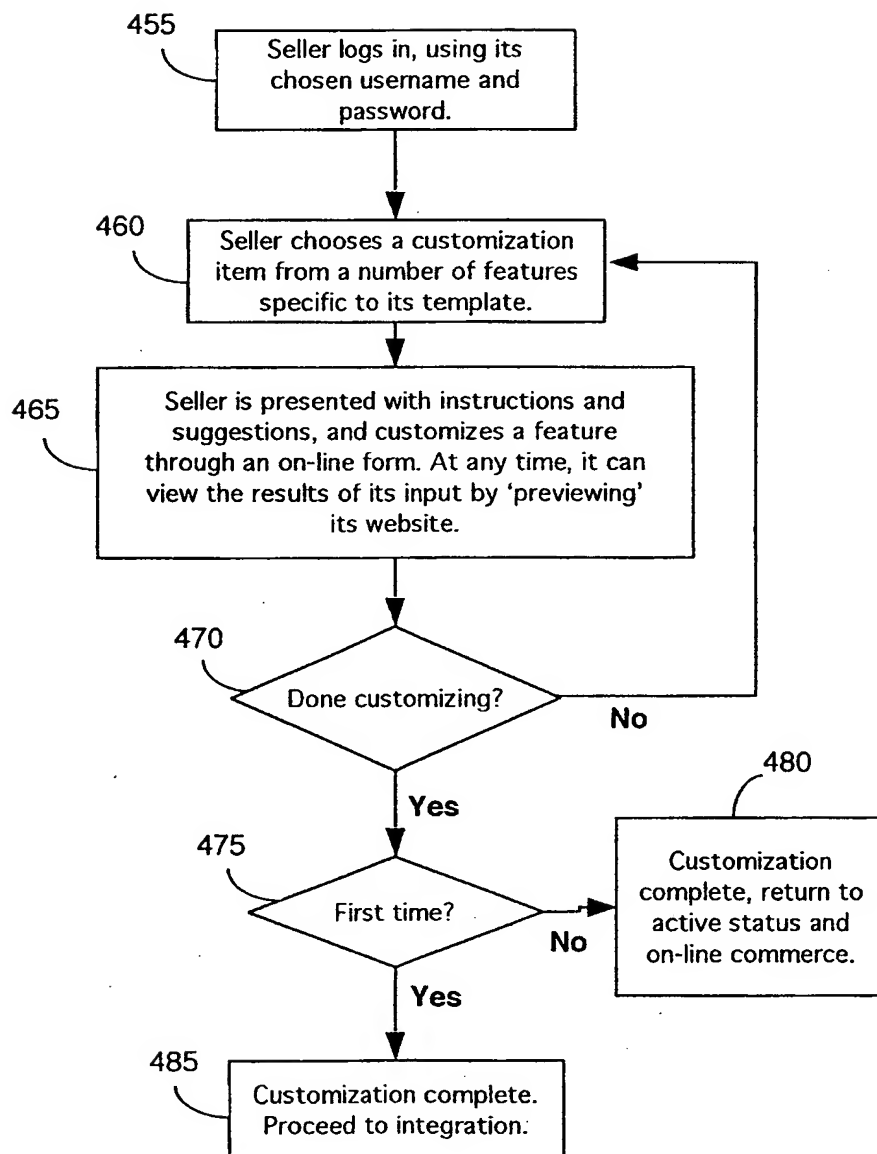 455
Seller logs in, using its
chosen username and
password.
460
Seller chooses a customization
item from a number of features
specific to its template.
465
Seller is presented with instructions and
suggestions, and customizes a feature
through an on-line form. At any time, it can
view the results of its input by ‘previewing’
its website.
470
Done customizing?
No
Yes
480
Customization
complete, return to
active status and
on-line commerce.
475
First time?
No
Yes
485
Customization complete.
Proceed to integration.